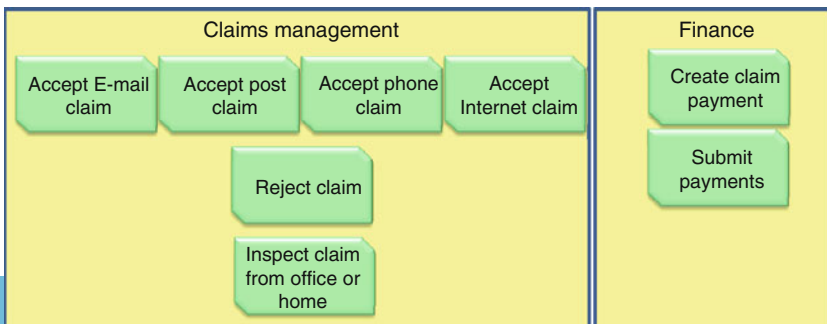 Claims management
Accept E-mail
claim
Accept post
claim
Accept phone
claim
Accept
Internet claim
Reject claim
Inspect claim
from office or
home
Finance
Create claim
payment
Submit
payments